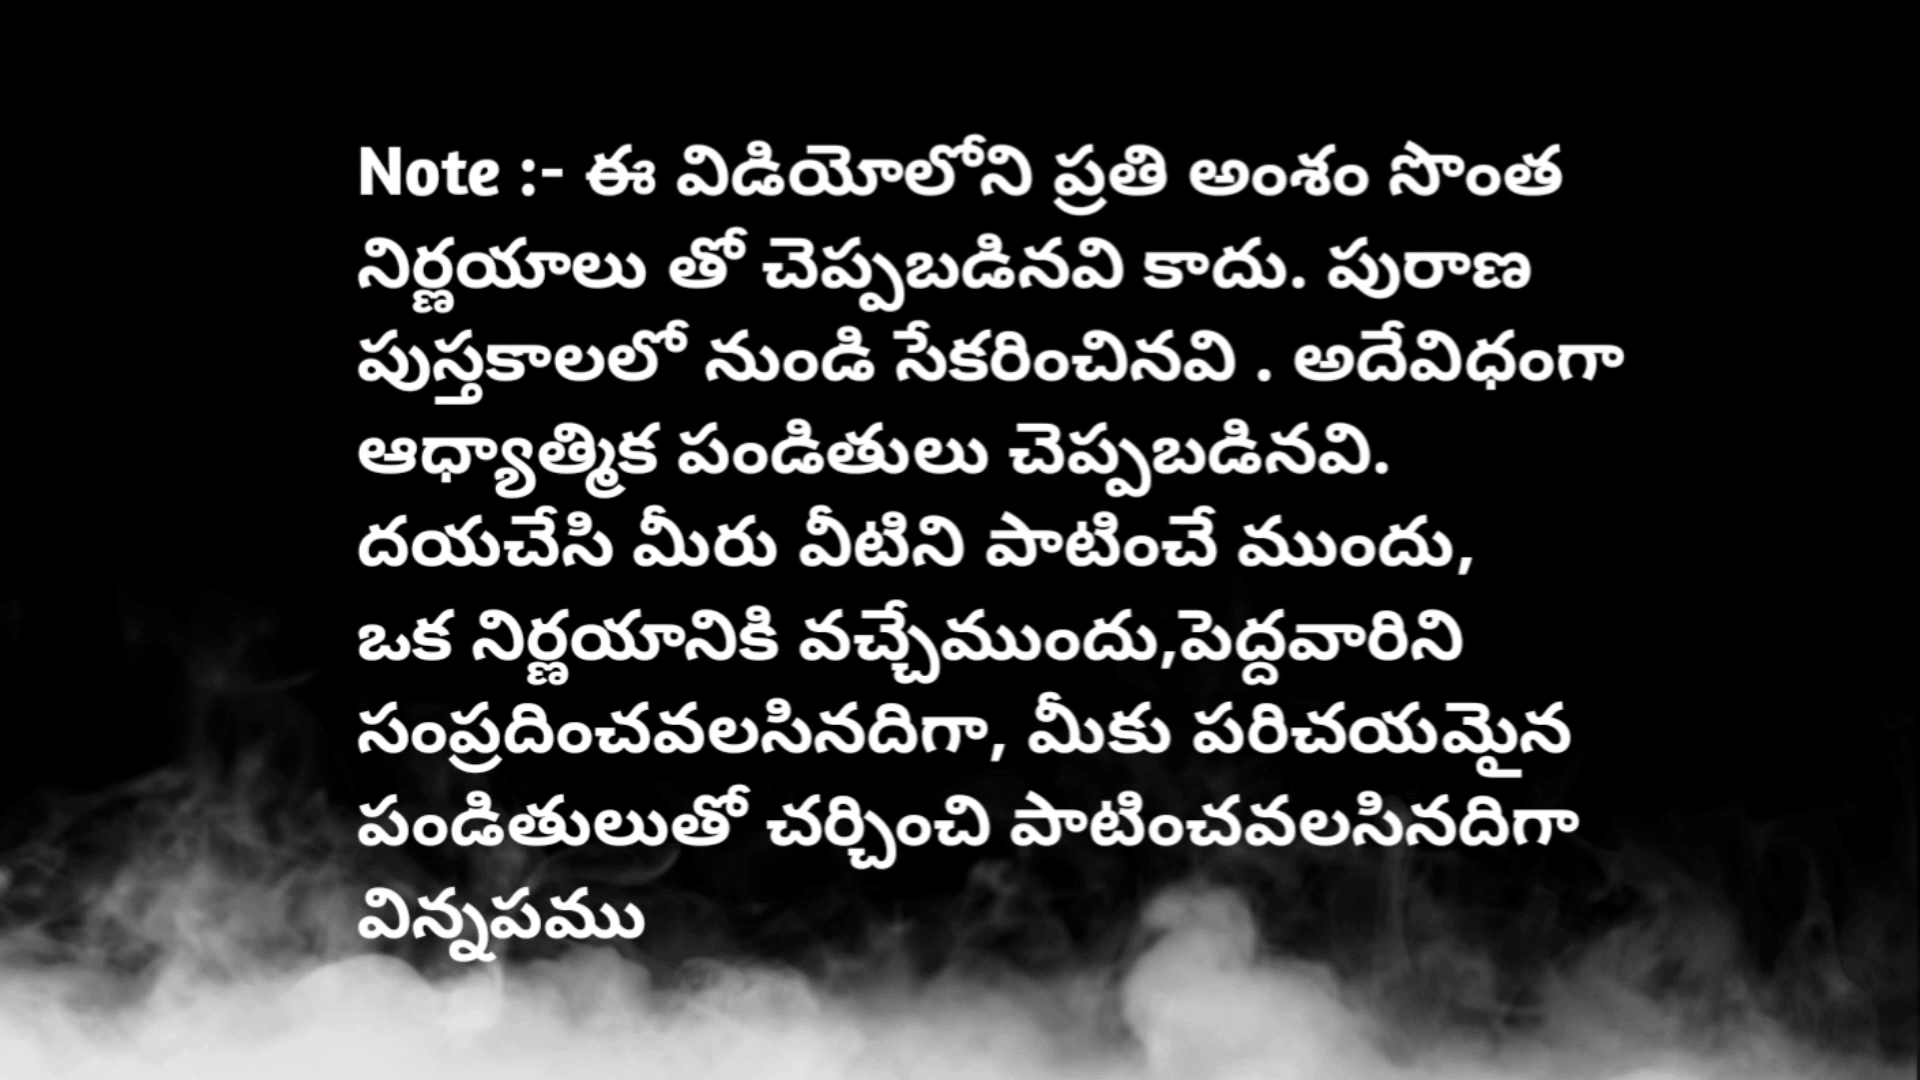 Note :- ఈ విడియోలోని ప్రతి అంశం సొంత
నిర్ణయాలు తో చెప్పబడినవి కాదు. పురాణ
పుస్తకాలలో నుండి సేకరించినవి . అదేవిధంగా
ఆధ్యాత్మిక పండితులు చెప్పబడినవి.
దయచేసి మీరు వీటిని పాటించే ముందు,
ఒక నిర్ణయానికి వచ్చేముందు,పెద్దవారిని
సంప్రదించవలసినదిగా, మీకు పరిచయమైన
పండితులుతో చర్చించి పాటించవలసినదిగా
విన్నపము